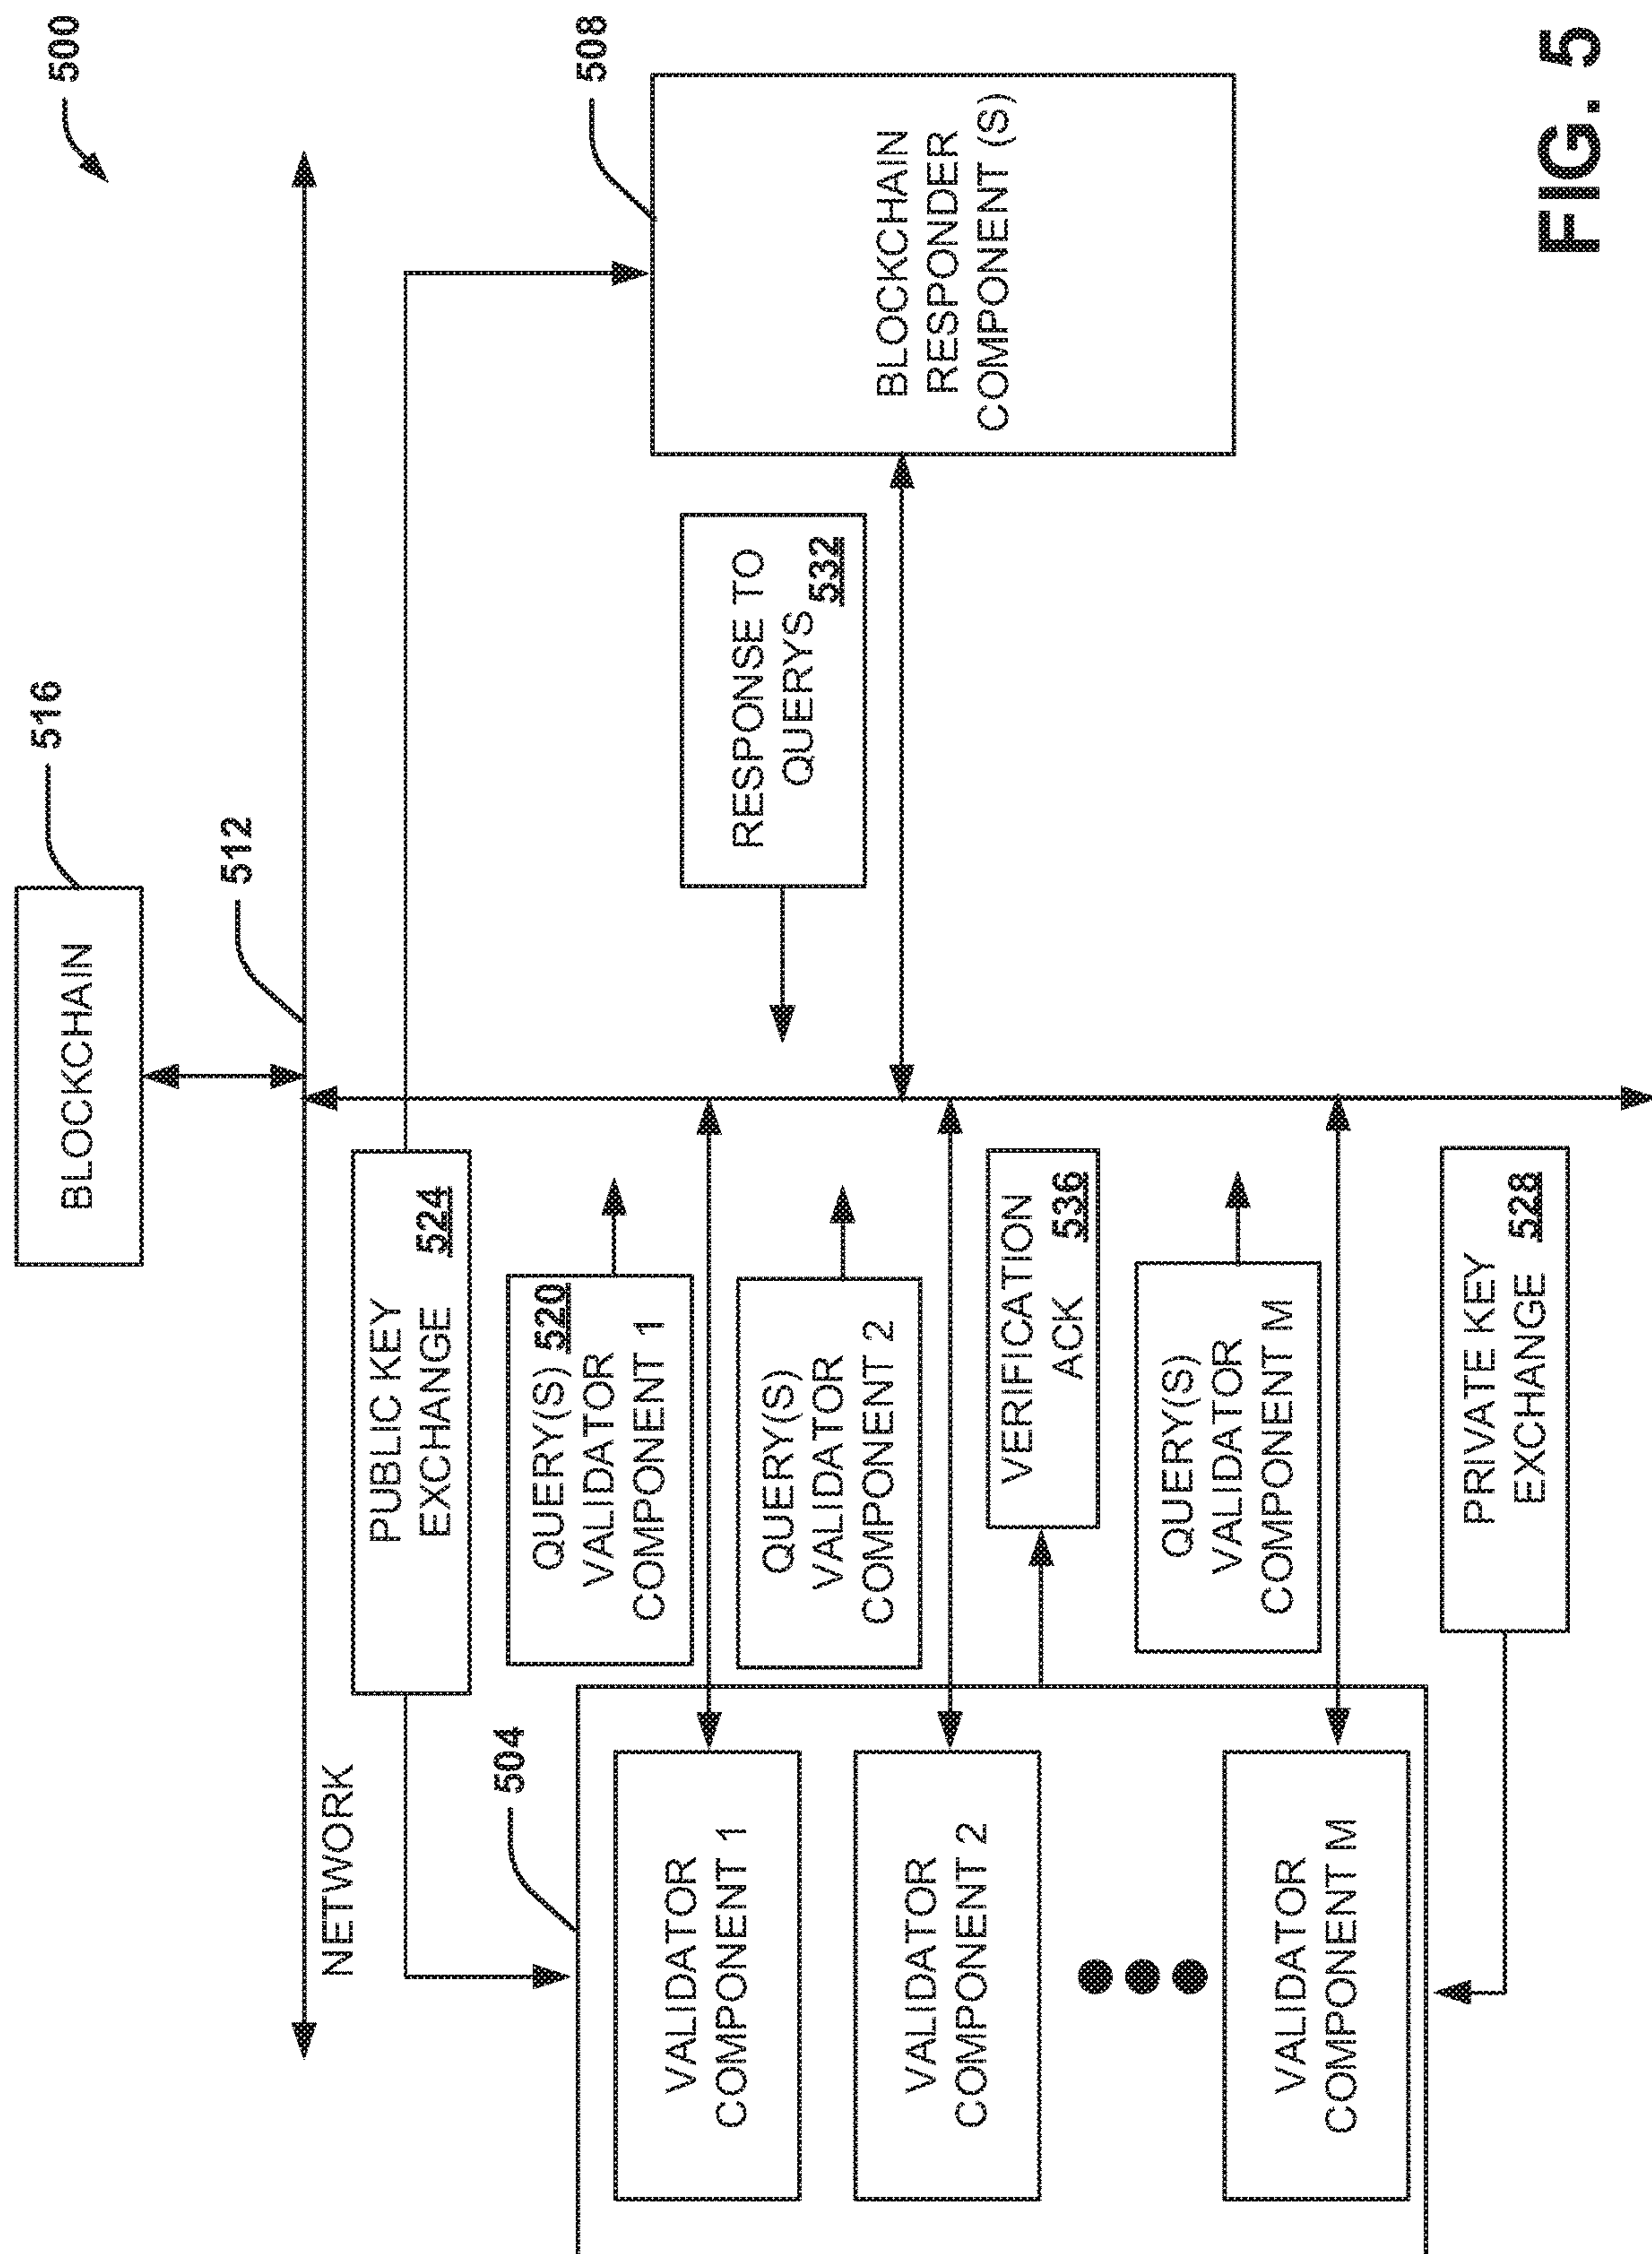 500
BLOCKCHAIN
516
512
NETWORK
PUBLIC KEY
EXCHANGE 524
504
508
QUERY(S) 520
VALIDATOR
COMPONENT 1
VALIDATOR
COMPONENT 1
RESPONSE TO
QUERYS 532
BLOCKCHAIN
RESPONDER
COMPONENT (S)
QUERY(S)
VALIDATOR
COMPONENT 2
VALIDATOR
COMPONENT 2
VERIFICATION
ACK 536
QUERY(S)
VALIDATOR
COMPONENT M
VALIDATOR
COMPONENT M
PRIVATE KEY
EXCHANGE 528
FIG. 5